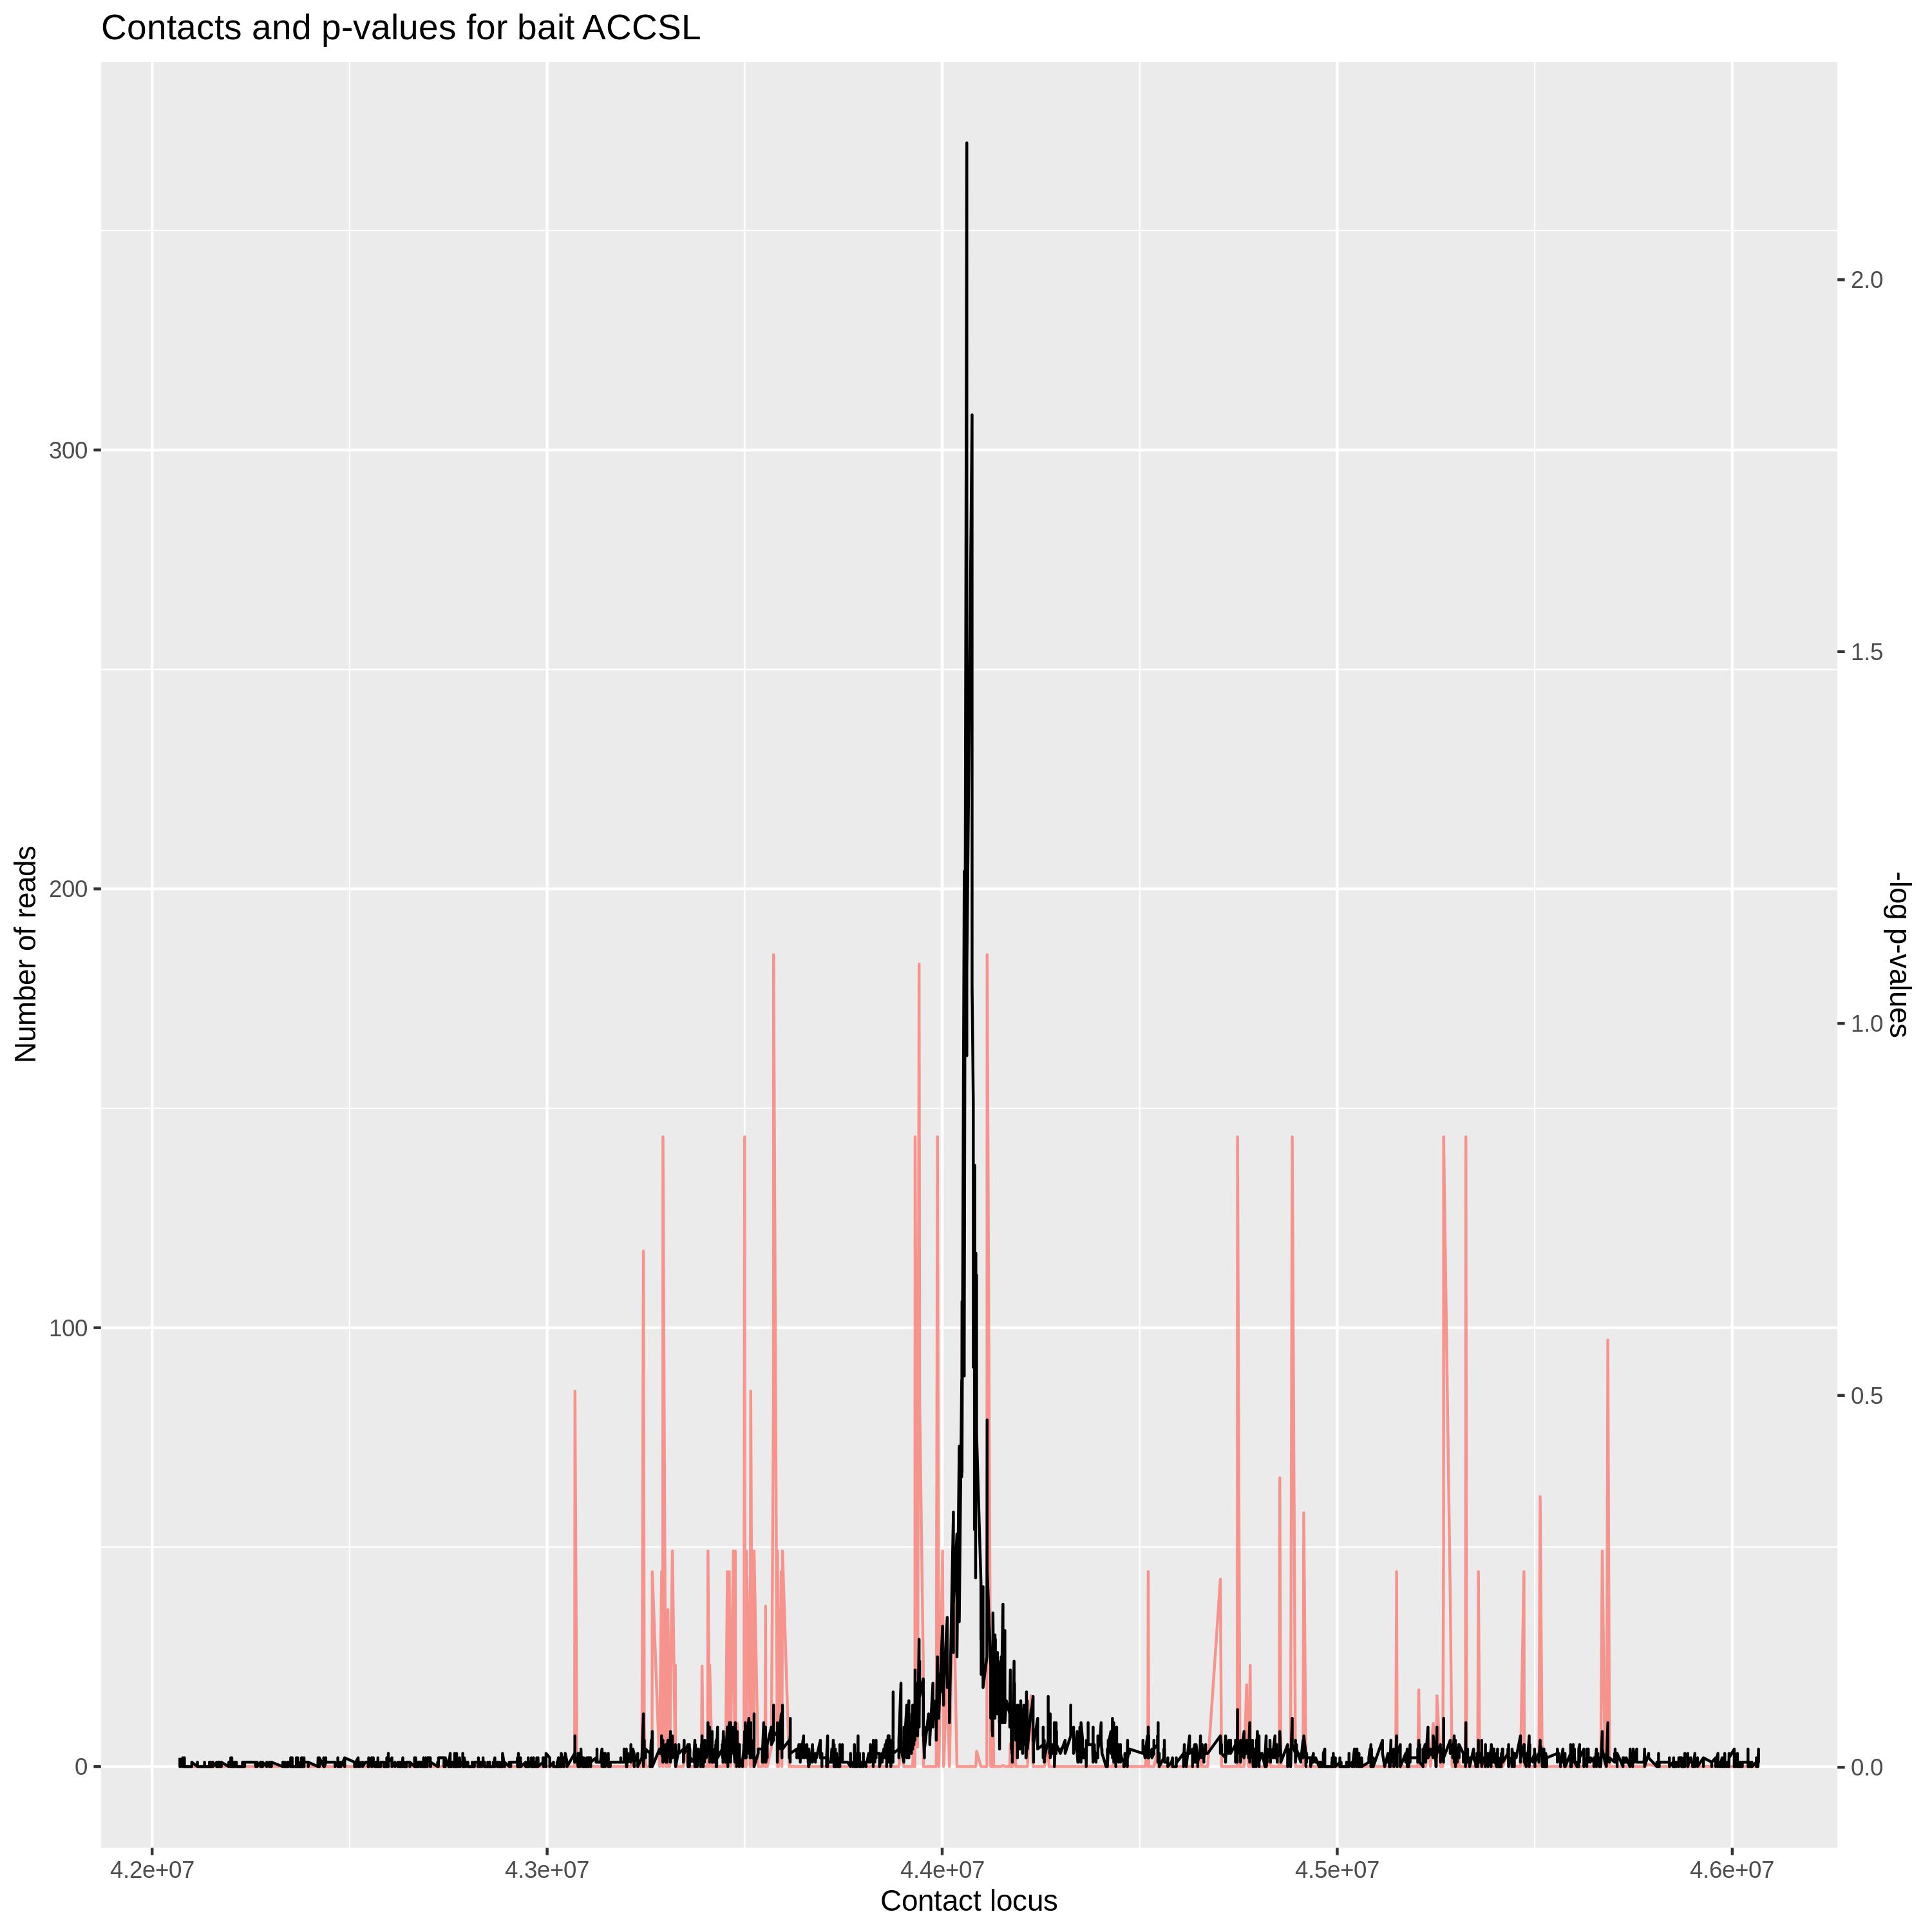 Contacts and p-values for bait ACCSL
Number of reads
300
200
100
0
2.0
1.5
1.0
0.5
0.0
-log p-values
4.2e+07 4.3e+07 4.4e+07 4.5e+07 4.6e+07
Contact locus